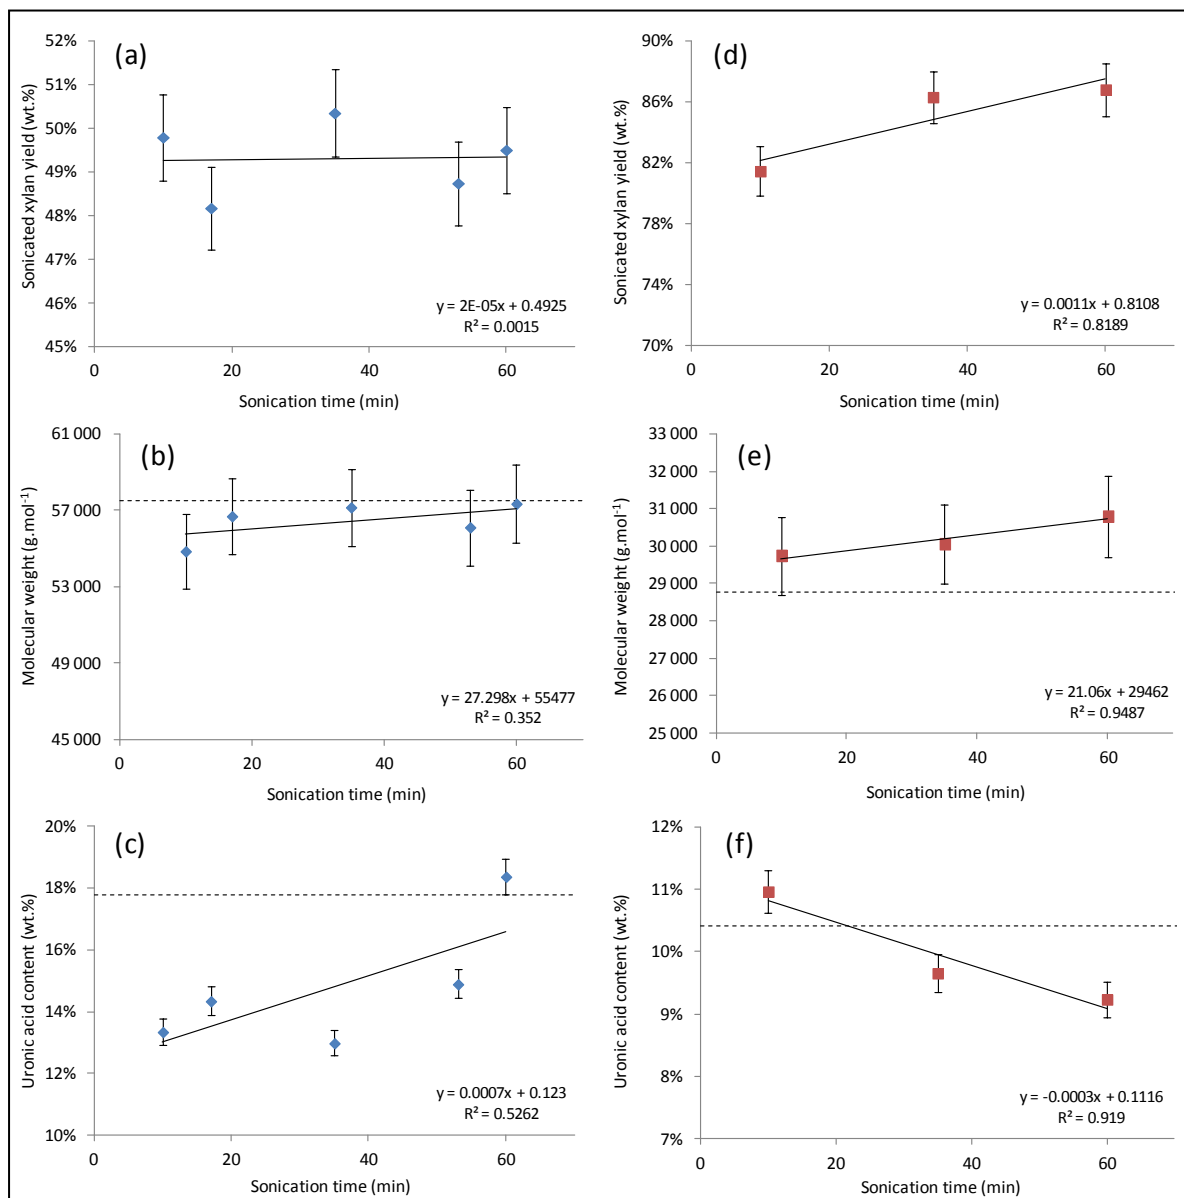 (a)
Sonicated xylan yield (wt.%)
52%
51%
50%
49%
48%
47%
46%
45%
y = 2E-05x + 0.4925
R² = 0.0015
0
20
40
60
Sonication time (min)
(d)
Sonicated xylan yield (wt.%)
90%
86%
82%
78%
74%
70%
y = 0.0011x + 0.8108
R² = 0.8189
0
20
40
60
Sonication time (min)
(b)
Molecular weight (g.mol⁻¹)
61 000
57 000
53 000
49 000
45 000
y = 27.298x + 55477
R² = 0.352
0
20
40
60
Sonication time (min)
(e)
Molecular weight (g.mol⁻¹)
33 000
32 000
31 000
30 000
29 000
28 000
27 000
26 000
25 000
y = 21.06x + 29462
R² = 0.9487
0
20
40
60
Sonication time (min)
(c)
Uronic acid content (wt.%)
20%
18%
16%
14%
12%
10%
y = 0.0007x + 0.123
R² = 0.5262
0
20
40
60
Sonication time (min)
(f)
Uronic acid content (wt.%)
12%
11%
10%
9%
8%
7%
y = -0.0003x + 0.1116
R² = 0.919
0
20
40
60
Sonication time (min)